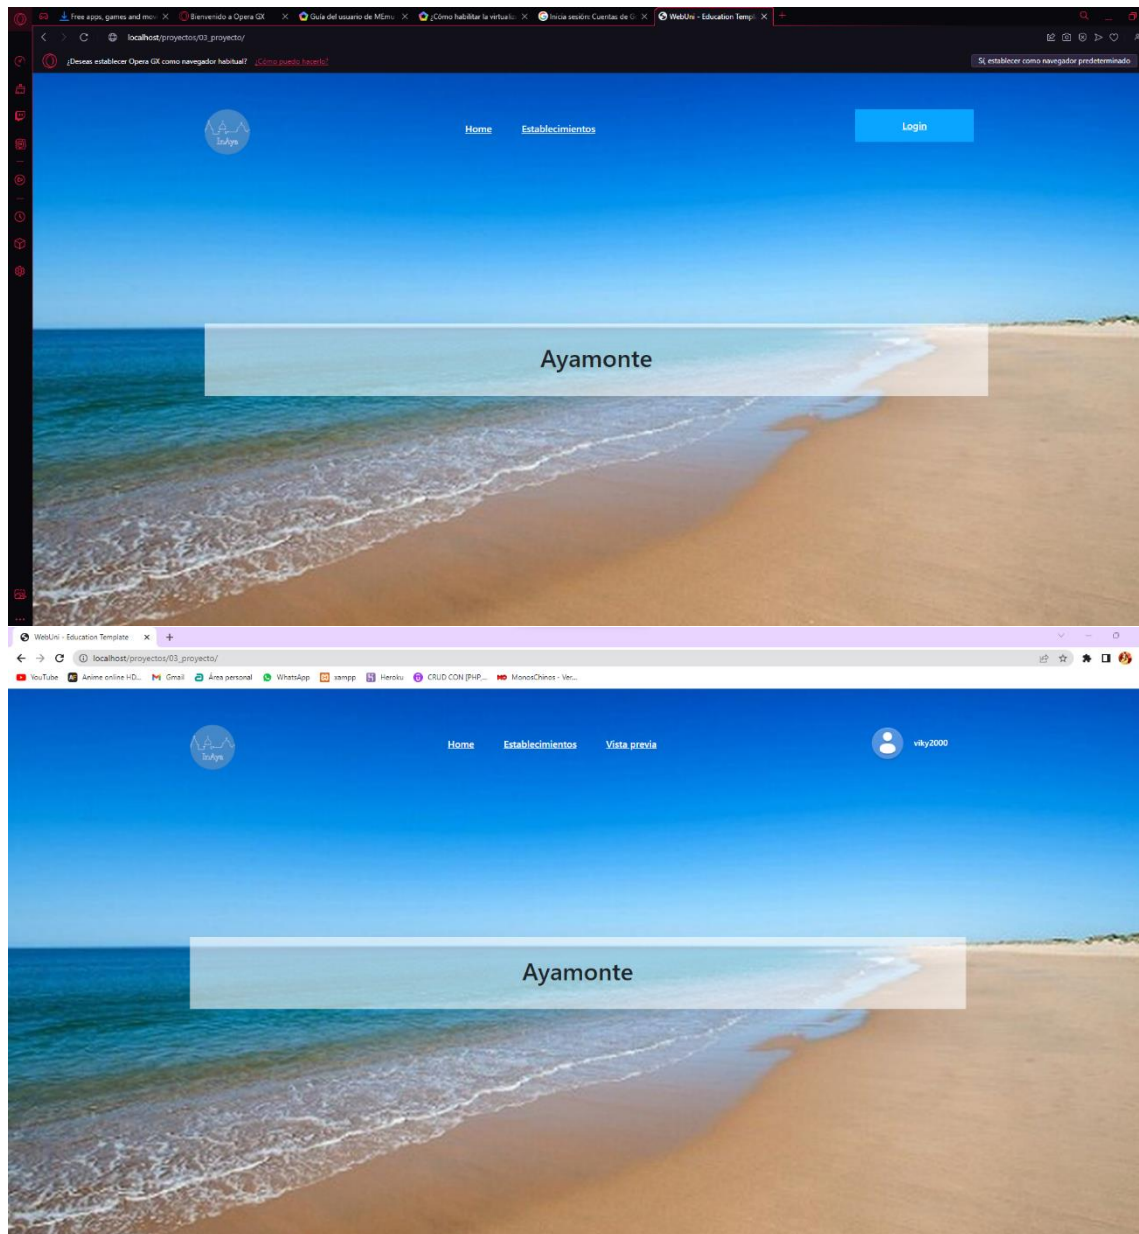 Free apps, games and mov
Bienvenido a Opera GX
Guía del usuario de MEmu
¿Cómo habilitar la virtualiz
Inicia sesión: Cuentas de G
WebUni - Education Templ
localhost/proyectos/03_proyecto/
¿Deseas establecer Opera GX como navegador habitual? ¿Cómo puedo hacerlo?
Sí, establecer como navegador predeterminado
InAya
Home Establecimientos
Login
Ayamonte
WebUni - Education Template
localhost/proyectos/03_proyecto/
YouTube Anime online HD... Gmail Área personal WhatsApp xampp Heroku CRUD CON [PHP,... MonosChinos - Ver...
InAya
Home Establecimientos Vista previa
viky2000
Ayamonte